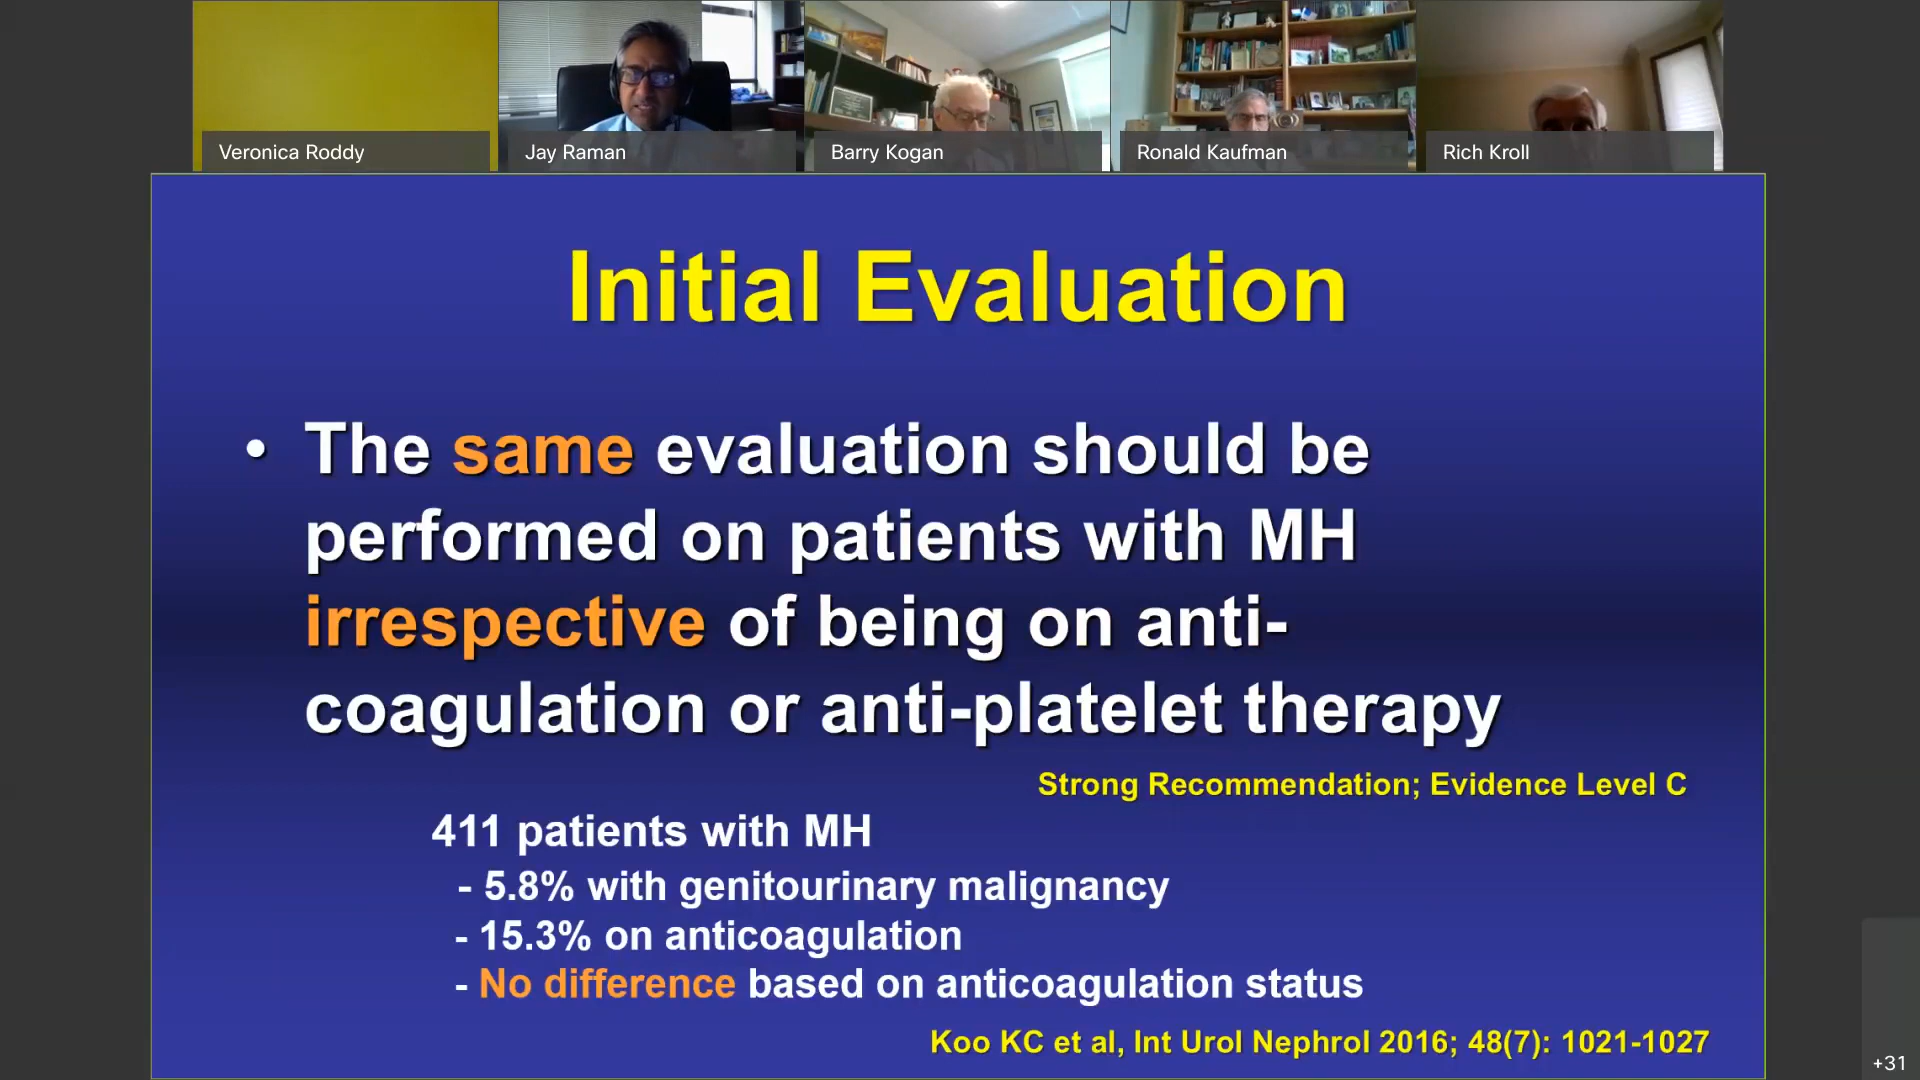 Veronica Roddy
Jay Raman
Barry Kogan
Ronald Kaufman
Rich Kroll
Initial Evaluation
• The same evaluation should be
performed on patients with MH
irrespective of being on anti-
coagulation or anti-platelet therapy
Strong Recommendation; Evidence Level C
411 patients with MH
- 5.8% with genitourinary malignancy
- 15.3% on anticoagulation
- No difference based on anticoagulation status
Koo KC et al, Int Urol Nephrol 2016; 48(7): 1021-1027
+31